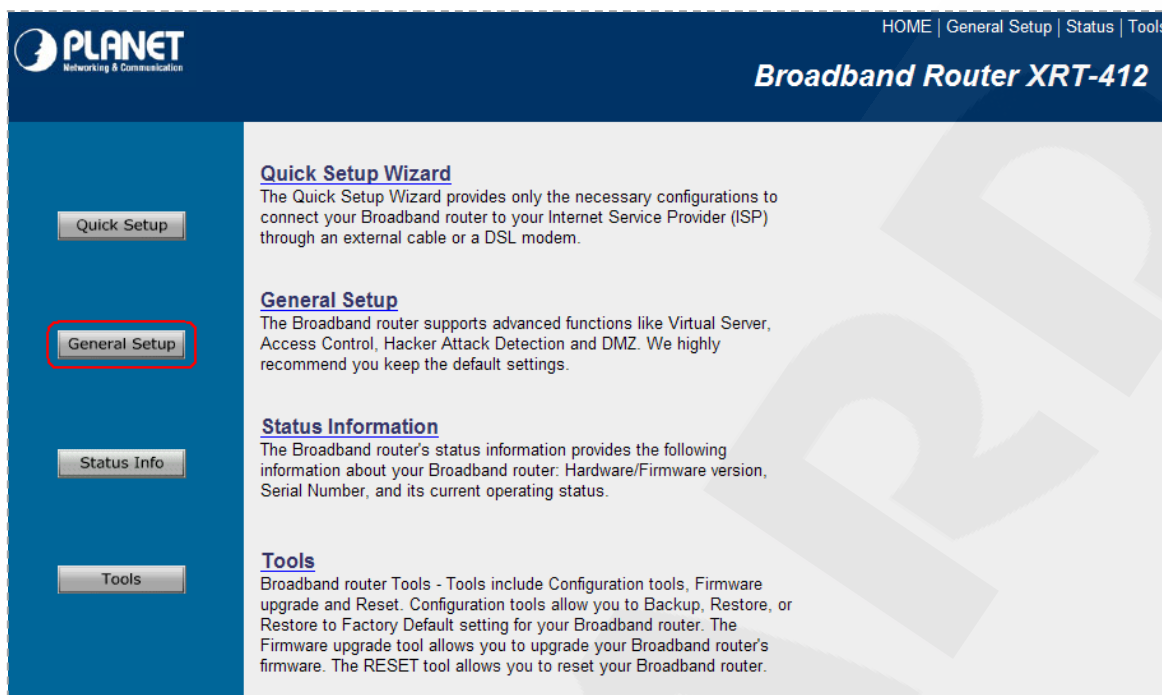 PLANET
Networking & Communication
HOME | General Setup | Status | Tools
Broadband Router XRT-412
Quick Setup
General Setup
Status Info
Tools
Quick Setup Wizard
The Quick Setup Wizard provides only the necessary configurations to
connect your Broadband router to your Internet Service Provider (ISP)
through an external cable or a DSL modem.
General Setup
The Broadband router supports advanced functions like Virtual Server,
Access Control, Hacker Attack Detection and DMZ. We highly
recommend you keep the default settings.
Status Information
The Broadband router's status information provides the following
information about your Broadband router: Hardware/Firmware version,
Serial Number, and its current operating status.
Tools
Broadband router Tools - Tools include Configuration tools, Firmware
upgrade and Reset. Configuration tools allow you to Backup, Restore, or
Restore to Factory Default setting for your Broadband router. The
Firmware upgrade tool allows you to upgrade your Broadband router's
firmware. The RESET tool allows you to reset your Broadband router.